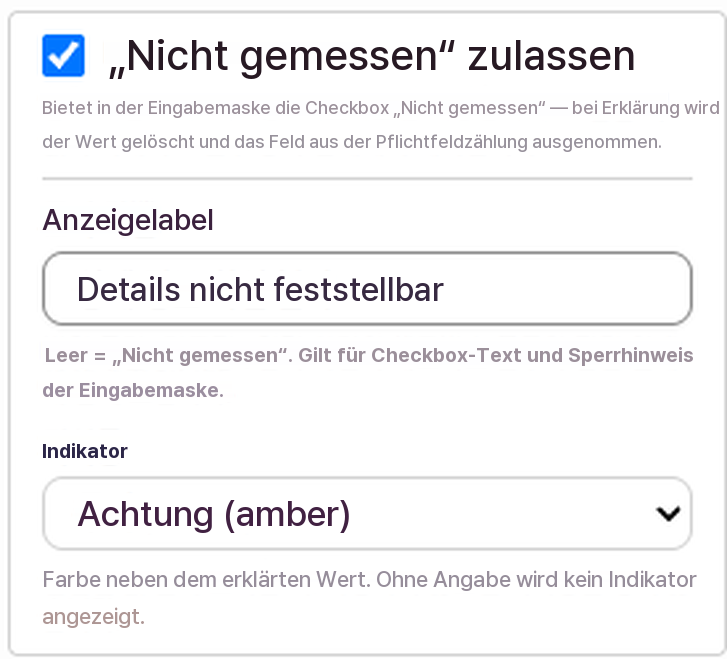 „Nicht gemessen“ zulassen
Bietet in der Eingabemaske die Checkbox „Nicht gemessen“ — bei Erklärung wird
der Wert gelöscht und das Feld aus der Pflichtfeldzählung ausgenommen.
Anzeigelabel
Details nicht feststellbar
Leer = „Nicht gemessen“. Gilt für Checkbox-Text und Sperrhinweis
der Eingabemaske.
Indikator
Achtung (amber)
Farbe neben dem erklärten Wert. Ohne Angabe wird kein Indikator
angezeigt.